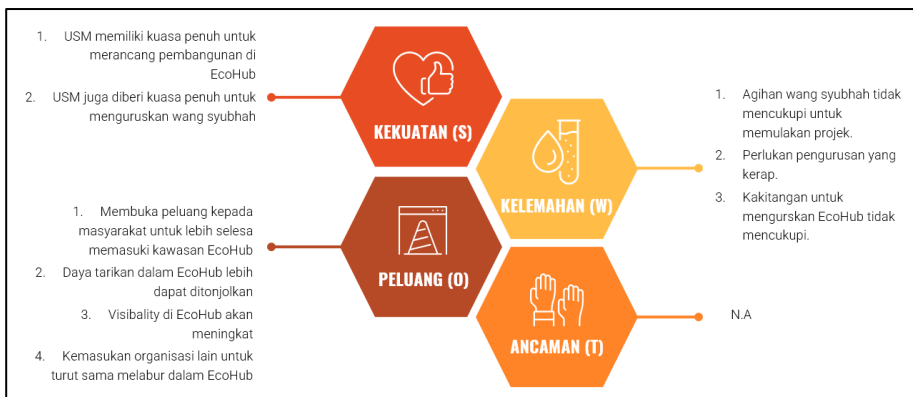 1. USM memiliki kuasa penuh untuk
merancang pembangunan di
EcoHub
2. USM juga diberi kuasa penuh untuk
menguruskan wang syubhah
KEKUATAN (S)
1. Agihan wang syubhah tidak
mencukupi untuk
memulakan projek.
2. Perlukan pengurusan yang
kerap.
3. Kakitangan untuk
mengurskan EcoHub tidak
mencukupi.
KELEMAHAN (W)
1. Membuka peluang kepada
masyarakat untuk lebih selesa
memasuki kawasan EcoHub
2. Daya tarikan dalam EcoHub lebih
dapat ditonjolkan
3. Visibality di EcoHub akan
meningkat
4. Kemasukan organisasi lain untuk
turut sama melabur dalam EcoHub
PELUANG (O)
N.A
ANCAMAN (T)